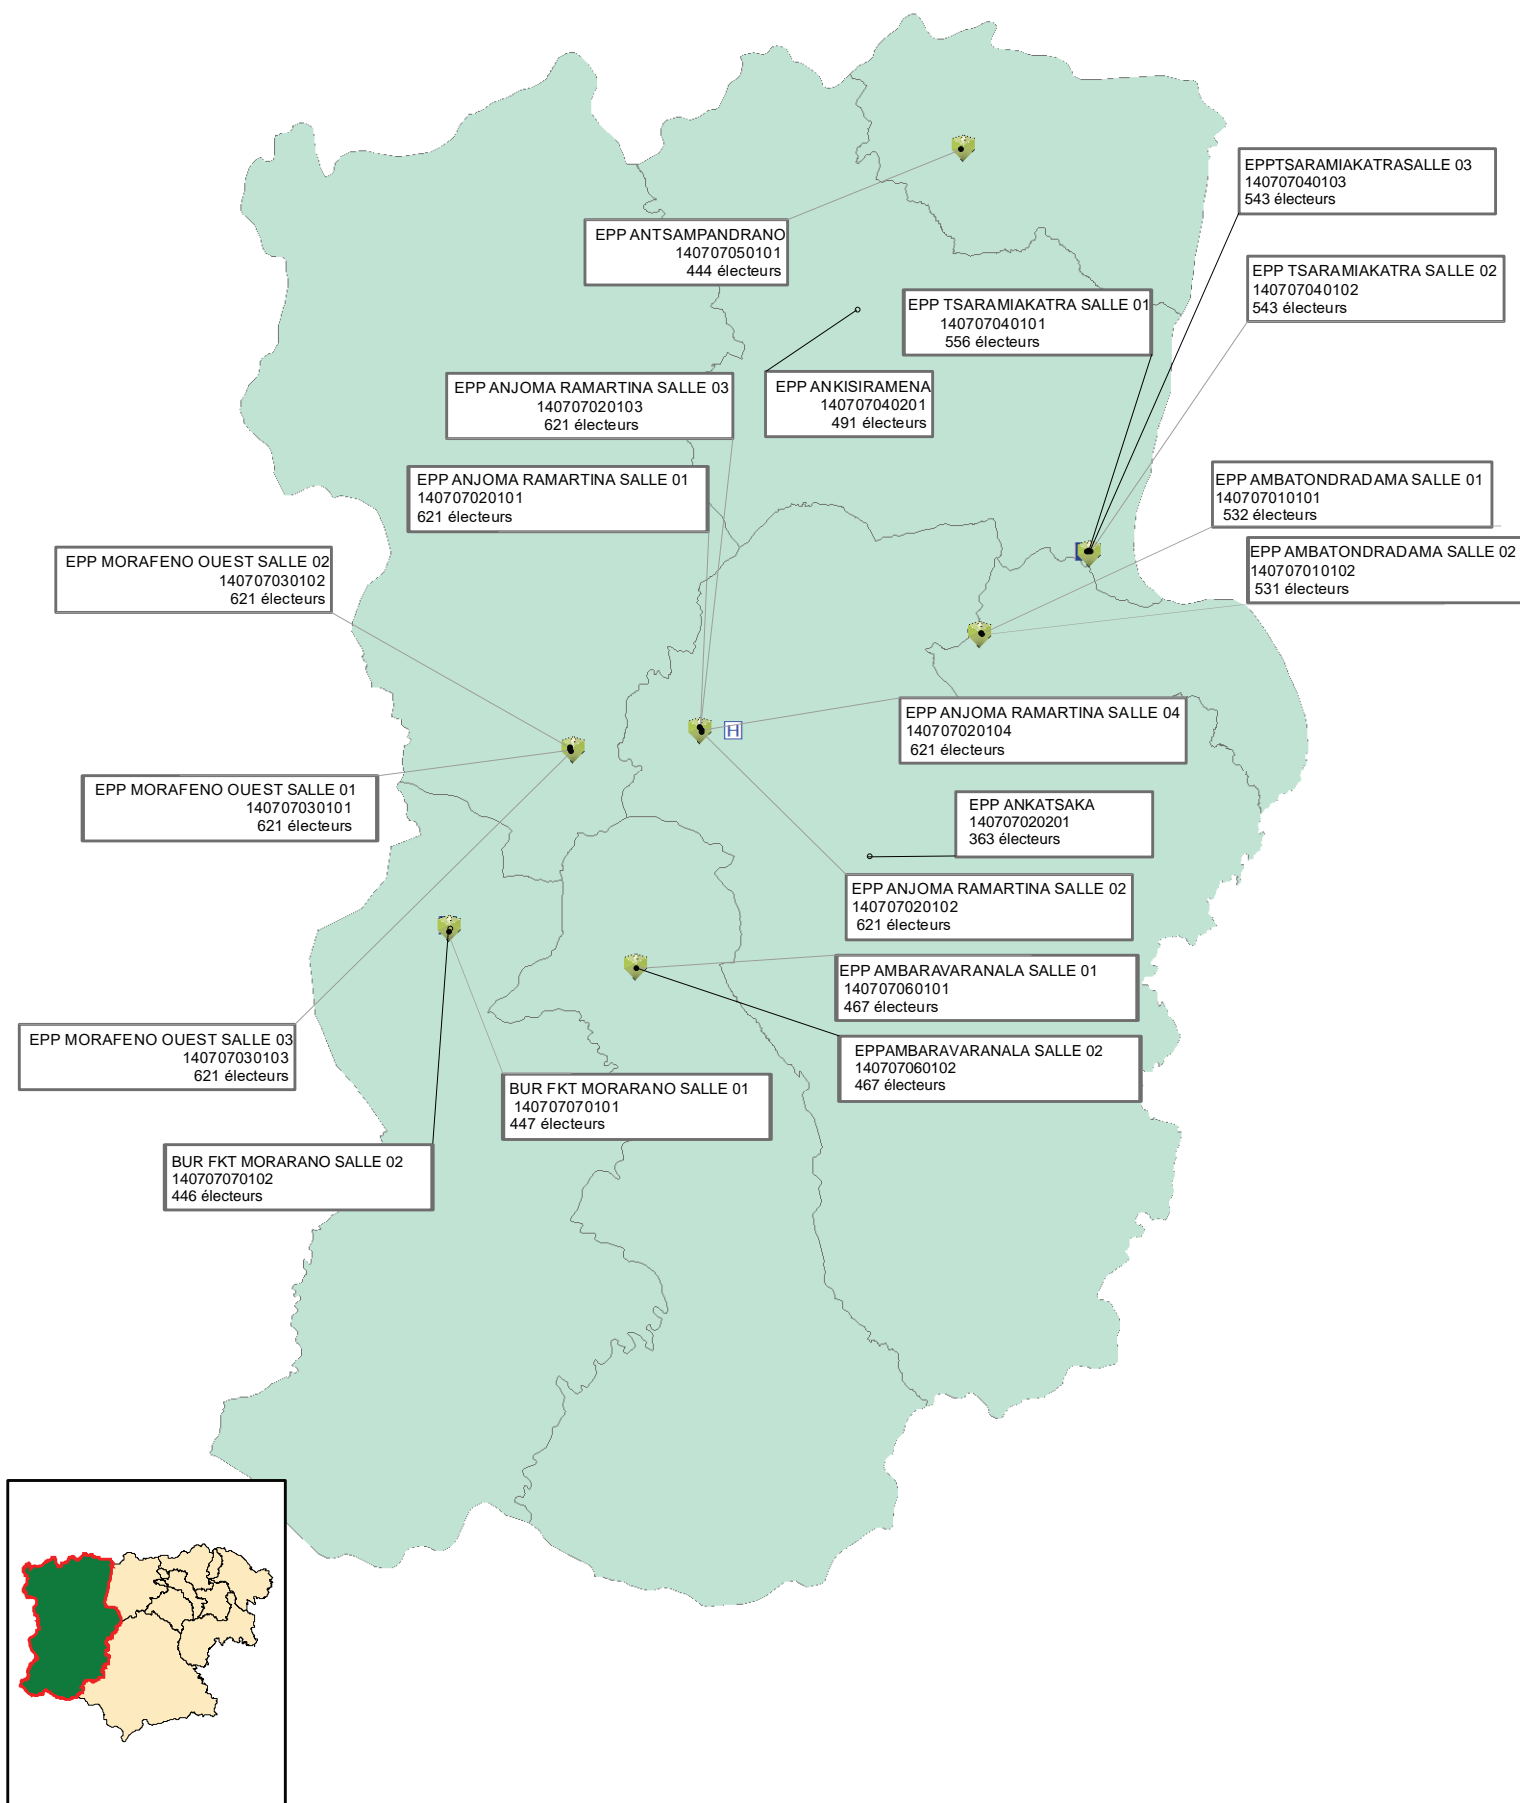 EPPTSARAMIAKATRASALLE 03
140707040103
543 électeurs
EPP ANTSAMPANDRANO
140707050101
444 électeurs
EPP TSARAMIAKATRA SALLE 02
140707040102
543 électeurs
EPP TSARAMIAKATRA SALLE 01
140707040101
556 électeurs
EPP ANJOMA RAMARTINA SALLE 03
140707020103
621 électeurs
EPP ANKISIRAMENA
140707040201
491 électeurs
EPP ANJOMA RAMARTINA SALLE 01
140707020101
621 électeurs
EPP AMBATONDRADAMA SALLE 01
140707010101
532 électeurs
EPP MORAFENO OUEST SALLE 02
140707030102
621 électeurs
EPP AMBATONDRADAMA SALLE 02
140707010102
531 électeurs
EPP ANJOMA RAMARTINA SALLE 04
140707020104
621 électeurs
H
EPP MORAFENO OUEST SALLE 01
140707030101
621 électeurs
EPP ANKATSAKA
140707020201
363 électeurs
EPP ANJOMA RAMARTINA SALLE 02
140707020102
621 électeurs
EPP AMBARAVARANALA SALLE 01
140707060101
467 électeurs
EPP MORAFENO OUEST SALLE 03
140707030103
621 électeurs
EPPAMBARAVARANALA SALLE 02
140707060102
467 électeurs
BUR FKT MORARANO SALLE 01
140707070101
447 électeurs
BUR FKT MORARANO SALLE 02
140707070102
446 électeurs